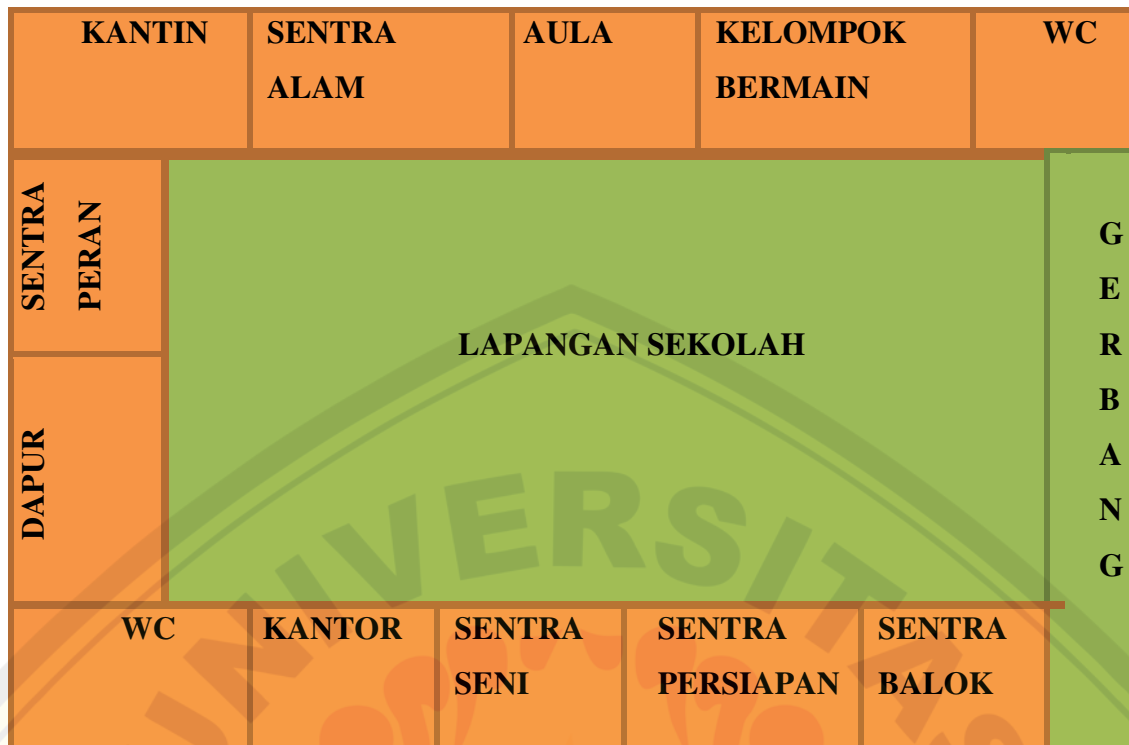 KANTIN
SENTRA
ALAM
AULA
KELOMPOK
BERMAIN
WC
SENTRA
PERAN
DAPUR
LAPANGAN SEKOLAH
G
E
R
B
A
N
G
WC
KANTOR
SENTRA
SENI
SENTRA
PERSIAPAN
SENTRA
BALOK
UNIVERSITAS